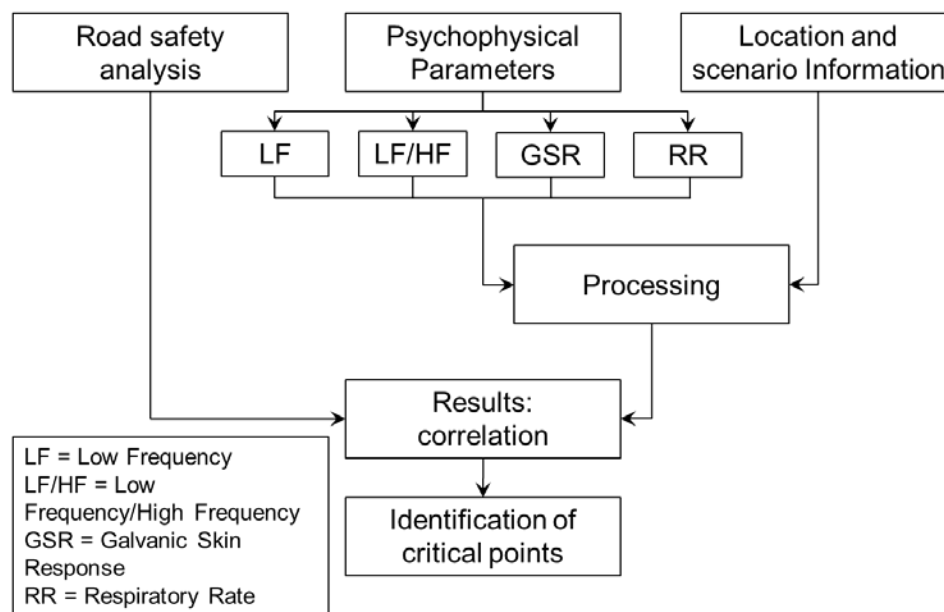 Road safety
analysis
Psychophysical
Parameters
Location and
scenario Information
LF
LF/HF
GSR
RR
Processing
Results:
correlation
Identification of
critical points
LF = Low Frequency
LF/HF = Low
Frequency/High Frequency
GSR = Galvanic Skin
Response
RR = Respiratory Rate